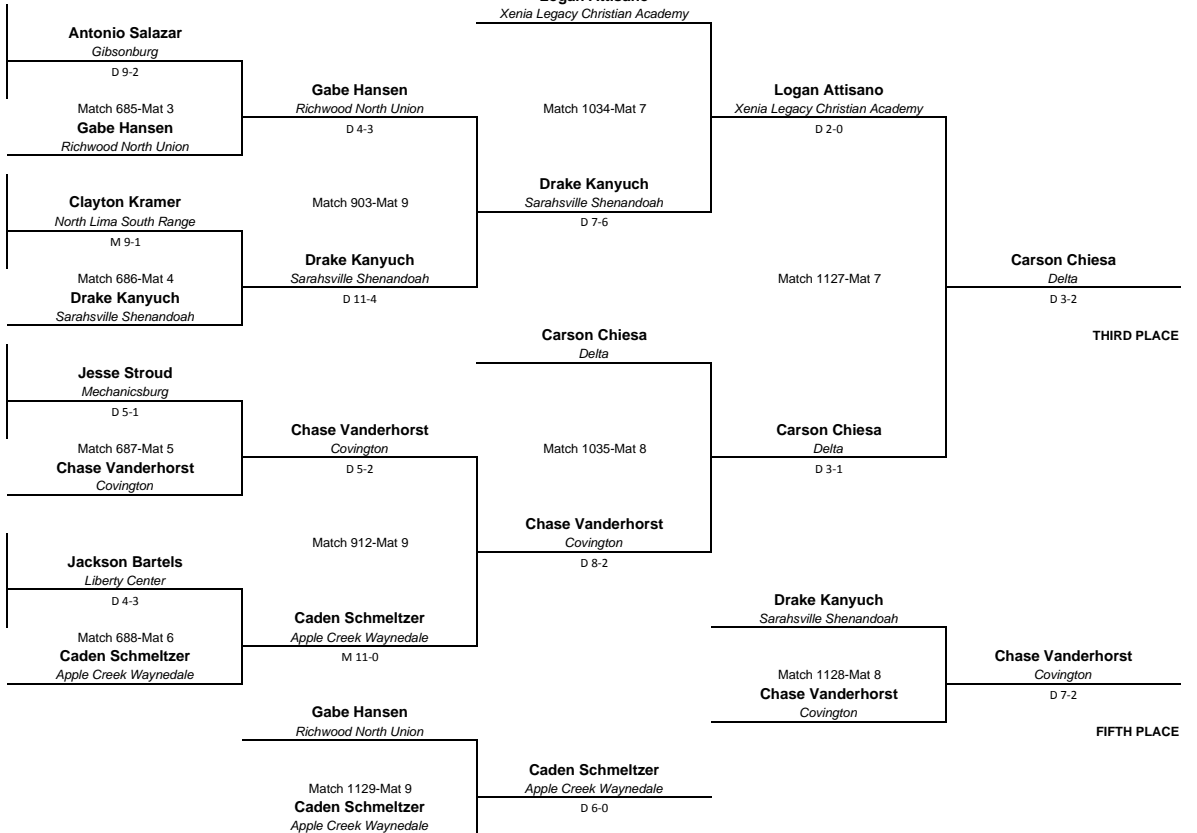 Logan Attisano
Xenia Legacy Christian Academy
Antonio Salazar
Gibsonburg
D 9-2
Match 685-Mat 3
Gabe Hansen
Richwood North Union
Gabe Hansen
Richwood North Union
D 4-3
Match 1034-Mat 7
Logan Attisano
Xenia Legacy Christian Academy
D 2-0
Clayton Kramer
North Lima South Range
M 9-1
Match 903-Mat 9
Drake Kanyuch
Sarahsville Shenandoah
D 7-6
Match 686-Mat 4
Drake Kanyuch
Sarahsville Shenandoah
Drake Kanyuch
Sarahsville Shenandoah
D 11-4
Match 1127-Mat 7
Carson Chiesa
Delta
D 3-2
THIRD PLACE
Carson Chiesa
Delta
Jesse Stroud
Mechanicsburg
D 5-1
Match 687-Mat 5
Chase Vanderhorst
Covington
Chase Vanderhorst
Covington
D 5-2
Match 1035-Mat 8
Carson Chiesa
Delta
D 3-1
Match 912-Mat 9
Chase Vanderhorst
Covington
D 8-2
Jackson Bartels
Liberty Center
D 4-3
Match 688-Mat 6
Caden Schmeltzer
Apple Creek Waynedale
Caden Schmeltzer
Apple Creek Waynedale
M 11-0
Drake Kanyuch
Sarahsville Shenandoah
Match 1128-Mat 8
Chase Vanderhorst
Covington
Chase Vanderhorst
Covington
D 7-2
FIFTH PLACE
Gabe Hansen
Richwood North Union
Match 1129-Mat 9
Caden Schmeltzer
Apple Creek Waynedale
Caden Schmeltzer
Apple Creek Waynedale
D 6-0